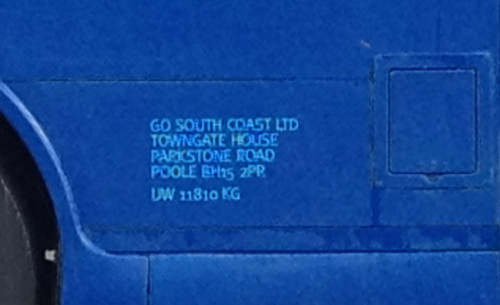 GO SOUTH COAST LTD
TOWNGATE HOUSE
PARKSTONE ROAD
POOLE BH15 2PR
UW 11810 KG